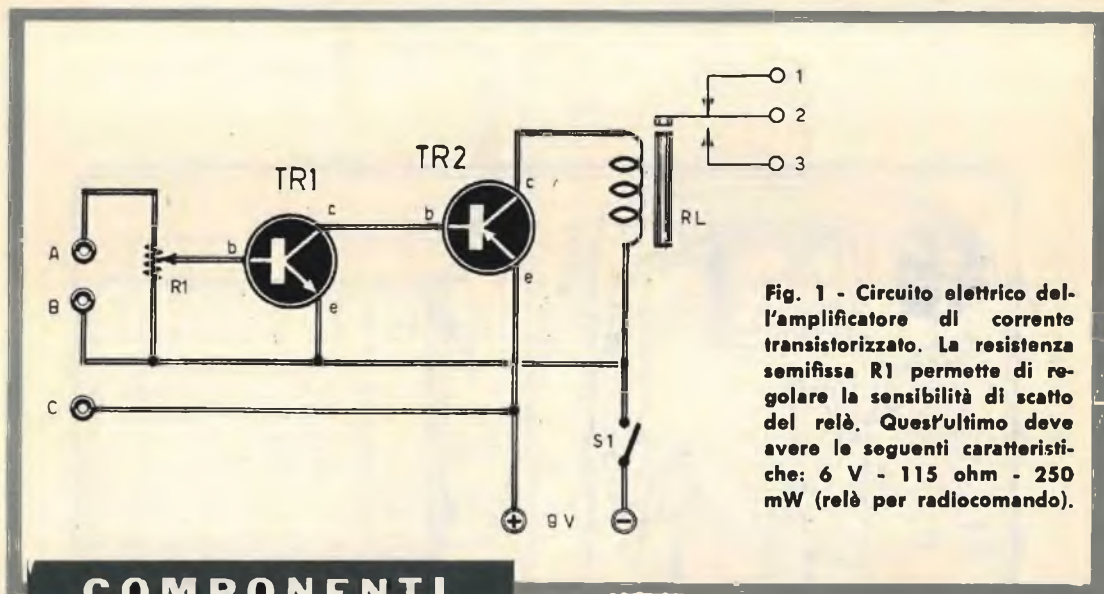 TR1
TR2
A
B
C
R1
b
c
e
b
c
e
RL
1
2
3
S1
9 V
Fig. 1 - Circuito elettrico del-
l'amplificatore di corrente
transistorizzato. La resistenza
semifissa R1 permette di re-
golare la sensibilità di scatto
del relè. Quest'ultimo deve
avere le seguenti caratteristi-
che: 6 V - 115 ohm - 250
mW (relè per radiocomando).
COMPONENTI